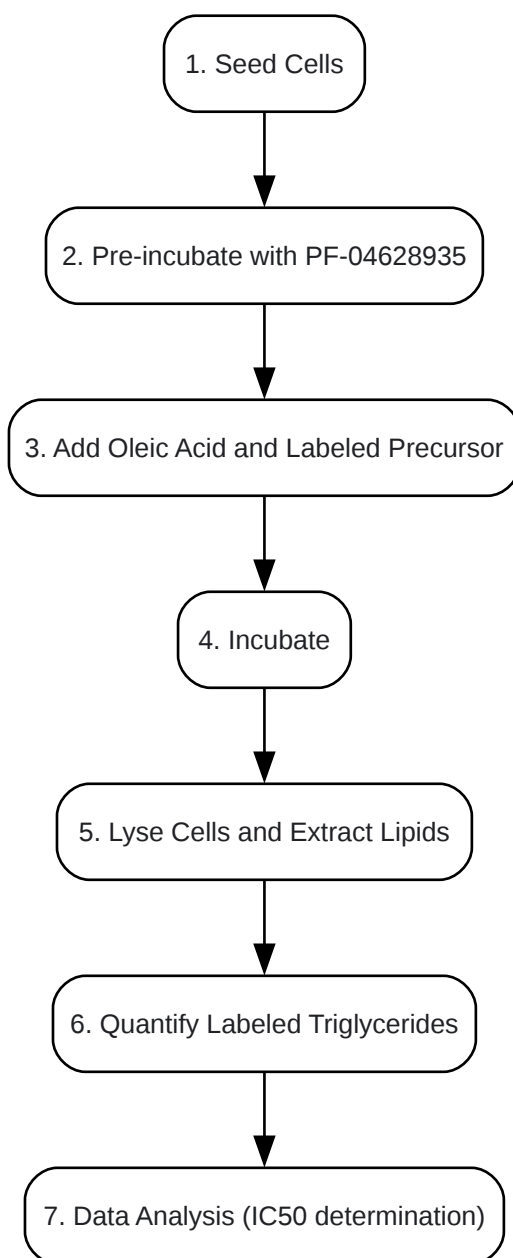 1. Seed Cells
2. Pre-incubate with PF-04628935
3. Add Oleic Acid and Labeled Precursor
4. Incubate
5. Lyse Cells and Extract Lipids
6. Quantify Labeled Triglycerides
7. Data Analysis (IC50 determination)